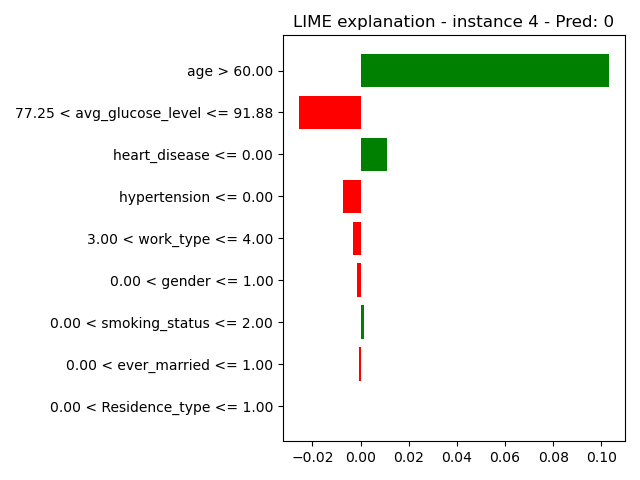 LIME explanation - instance 4 - Pred: 0
age > 60.00
77.25 < avg_glucose_level <= 91.88
heart_disease <= 0.00
hypertension <= 0.00
3.00 < work_type <= 4.00
0.00 < gender <= 1.00
0.00 < smoking_status <= 2.00
0.00 < ever_married <= 1.00
0.00 < Residence_type <= 1.00
−0.02 0.00 0.02 0.04 0.06 0.08 0.10